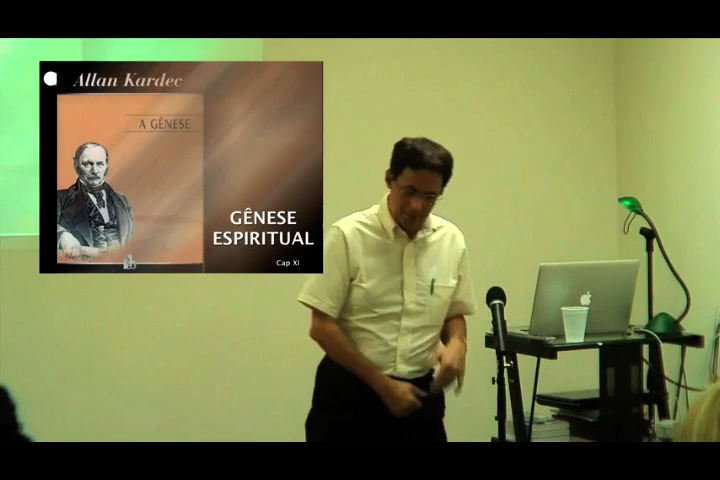 Allan Kardec
A GÊNESE
GÊNESE
ESPIRITUAL
Cap XI